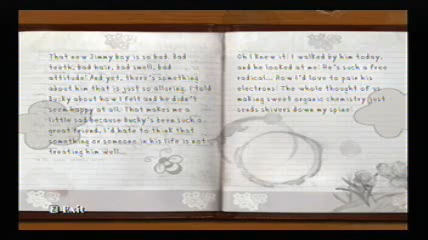 That new Jimmy boy is so bad. Bad
teeth, bad hair, bad smell, bad
attitude! And yet, there's something
about him that is just so alluring. I told
Bucky about how I felt and he didn't
seem happy at all. That makes me a
little sad because Bucky's been such a
great friend. I'd hate to think that
something or someone in his life is not
treating him well...
Oh I knew it! I walked by him today,
and he looked at me! He's such a free
radical... How I'd love to pair his
electrons! The whole thought of us
making sweet organic chemistry just
sends shivers down my spine!
Exit